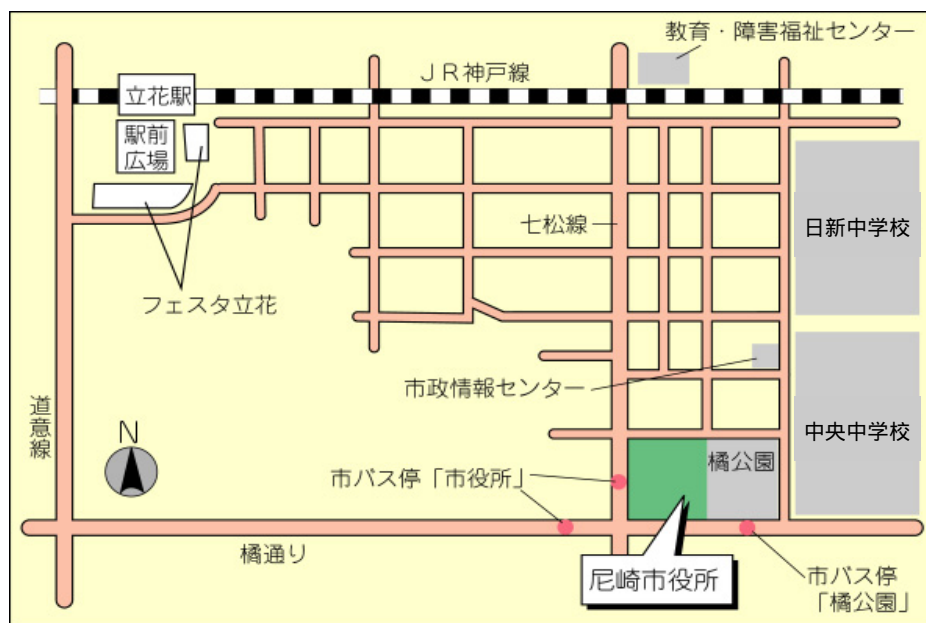 教育・障害福祉センター
JR神戸線
立花駅
駅前
広場
七松線
日新中学校
フェスタ立花
市政情報センター
道意線
N
中央中学校
橘公園
市バス停「市役所」
橘通り
尼崎市役所
市バス停
「橘公園」